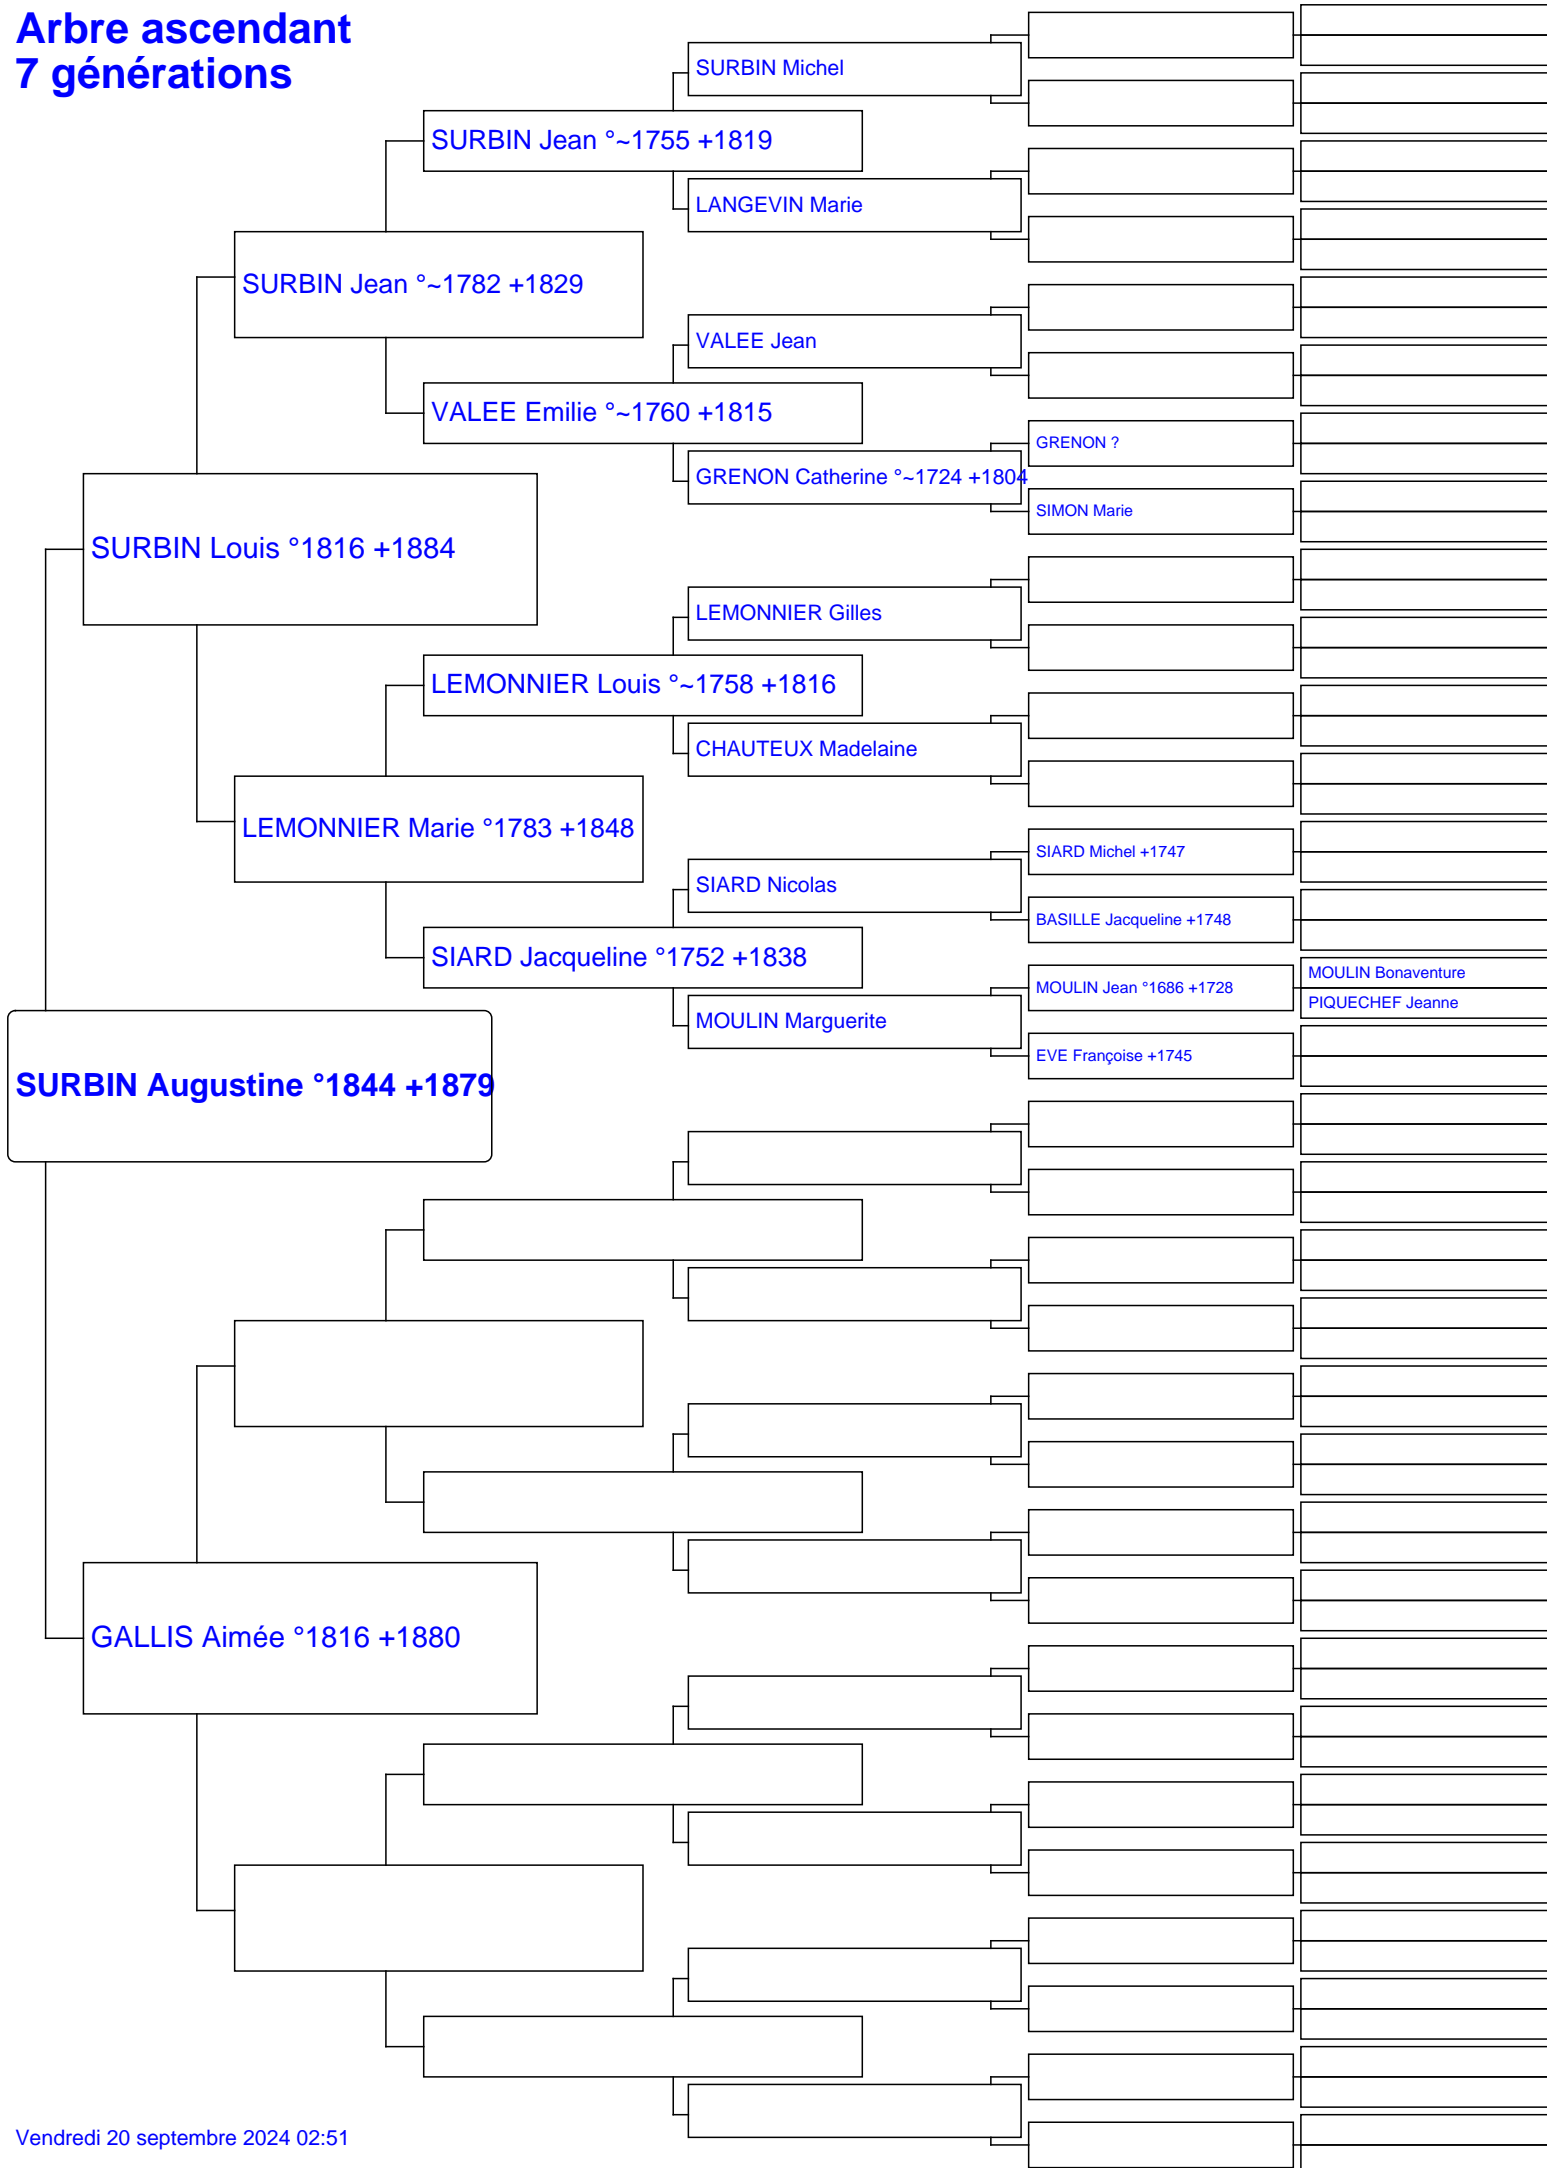 Arbre ascendant
7 générations
SURBIN Michel
SURBIN Jean °~1755 +1819
LANGEVIN Marie
SURBIN Jean °~1782 +1829
VALEE Jean
VALEE Emilie °~1760 +1815
GRENON ?
GRENON Catherine °~1724 +1804
SIMON Marie
SURBIN Louis °1816 +1884
LEMONNIER Gilles
LEMONNIER Louis °~1758 +1816
CHAUTEUX Madelaine
LEMONNIER Marie °1783 +1848
SIARD Michel +1747
SIARD Nicolas
BASILLE Jacqueline +1748
SIARD Jacqueline °1752 +1838
MOULIN Bonaventure
MOULIN Jean °1686 +1728
PIQUECHEF Jeanne
MOULIN Marguerite
EVE Françoise +1745
SURBIN Augustine °1844 +1879
GALLIS Aimée °1816 +1880
Vendredi 20 septembre 2024 02:51